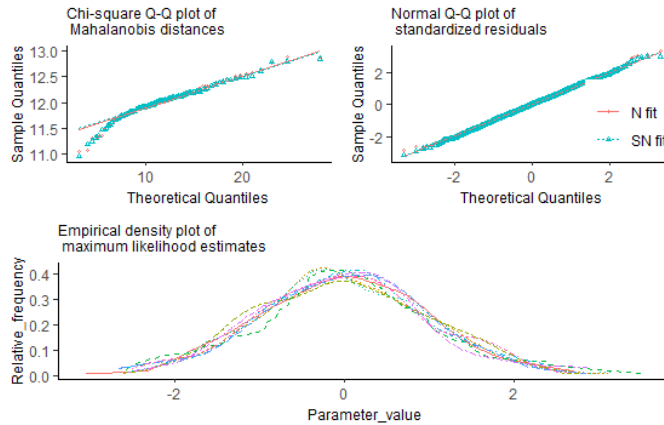 Chi-square Q-Q plot of
Mahalanobis distances
Sample Quantiles
13.0
12.5
12.0
11.5
11.0
10
20
Theoretical Quantiles
Normal Q-Q plot of
standardized residuals
Sample Quantiles
2
0
-2
-2
0
2
Theoretical Quantiles
N fit
SN fit
Empirical density plot of
maximum likelihood estimates
Relative_frequency
0.4
0.3
0.2
0.1
0.0
-2
0
2
Parameter_value